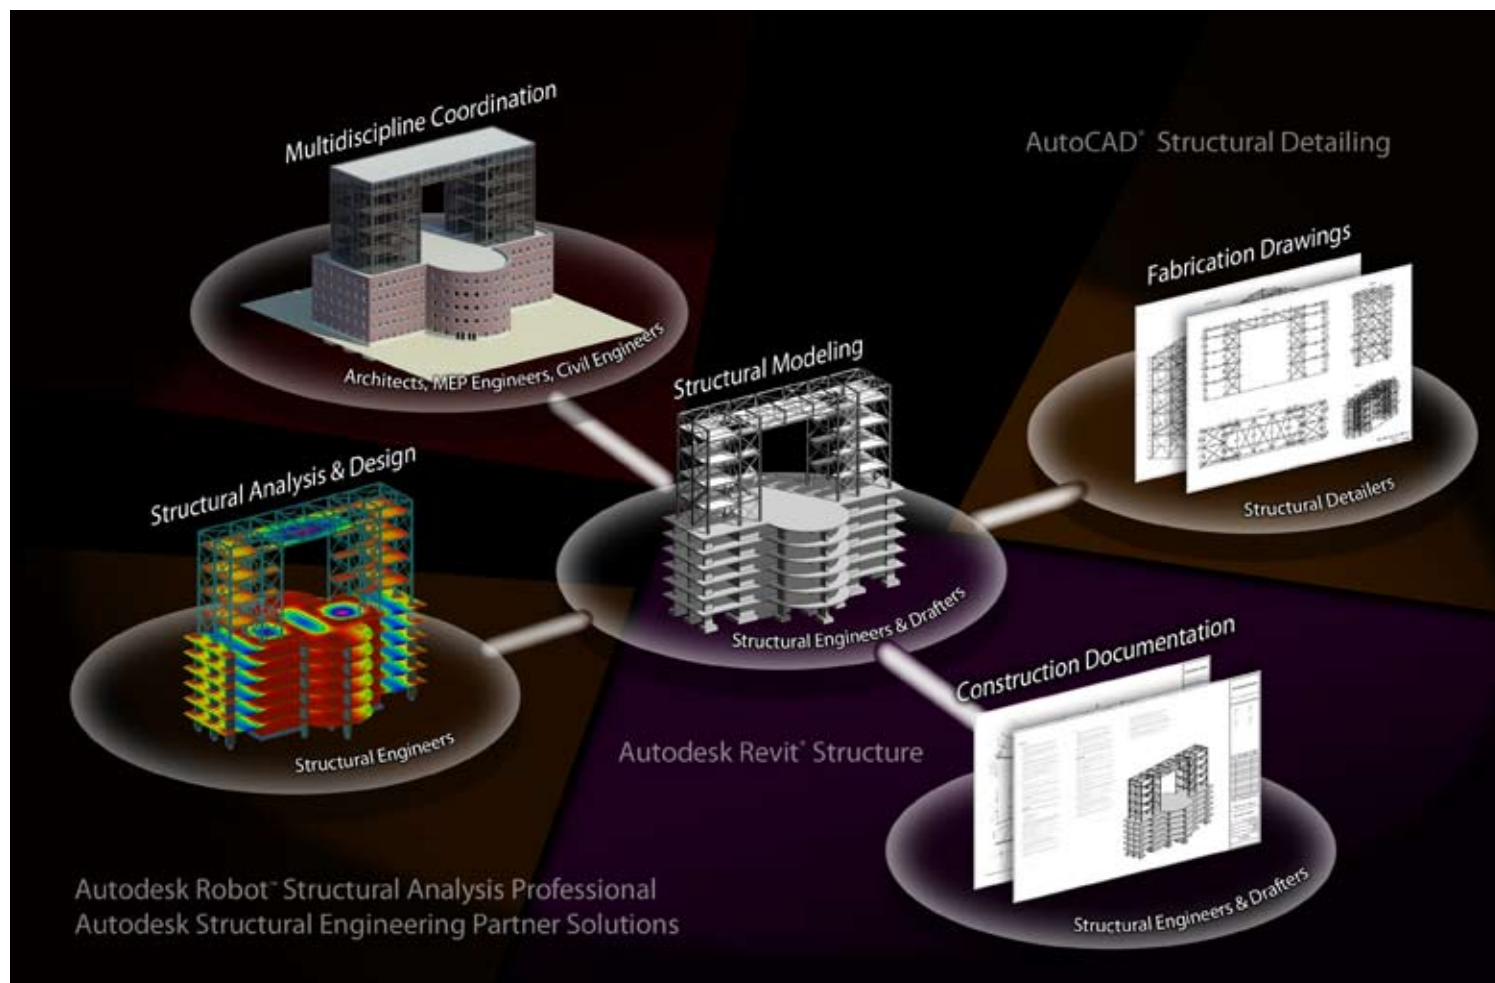 Multidiscipline Coordination
Architects, MEP Engineers, Civil Engineers
AutoCAD® Structural Detailing
Fabrication Drawings
Structural Detailers
Structural Modeling
Structural Engineers & Drafters
Structural Analysis & Design
Structural Engineers
Construction Documentation
Structural Engineers & Drafters
Autodesk Revit® Structure
Autodesk Robot™ Structural Analysis Professional
Autodesk Structural Engineering Partner Solutions